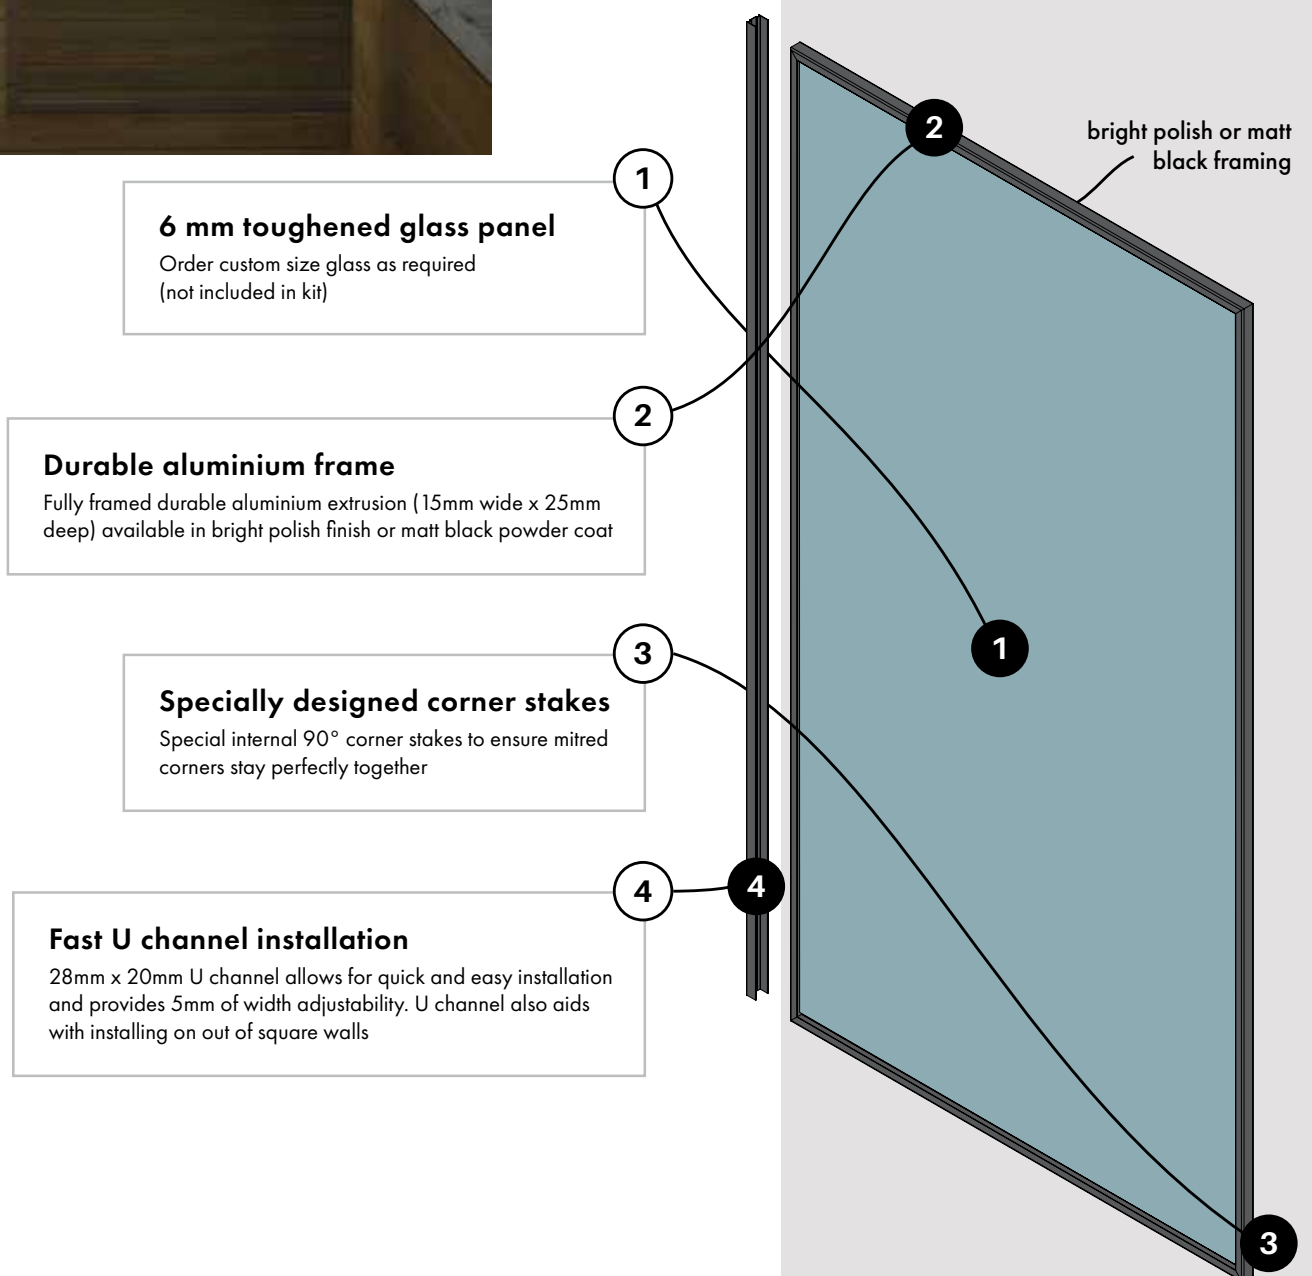 bright polish or matt
black framing
2
1
6 mm toughened glass panel
Order custom size glass as required
(not included in kit)
2
Durable aluminium frame
Fully framed durable aluminium extrusion (15mm wide x 25mm
deep) available in bright polish finish or matt black powder coat
1
3
Specially designed corner stakes
Special internal 90° corner stakes to ensure mitred
corners stay perfectly together
4
4
Fast U channel installation
28mm x 20mm U channel allows for quick and easy installation
and provides 5mm of width adjustability. U channel also aids
with installing on out of square walls
3